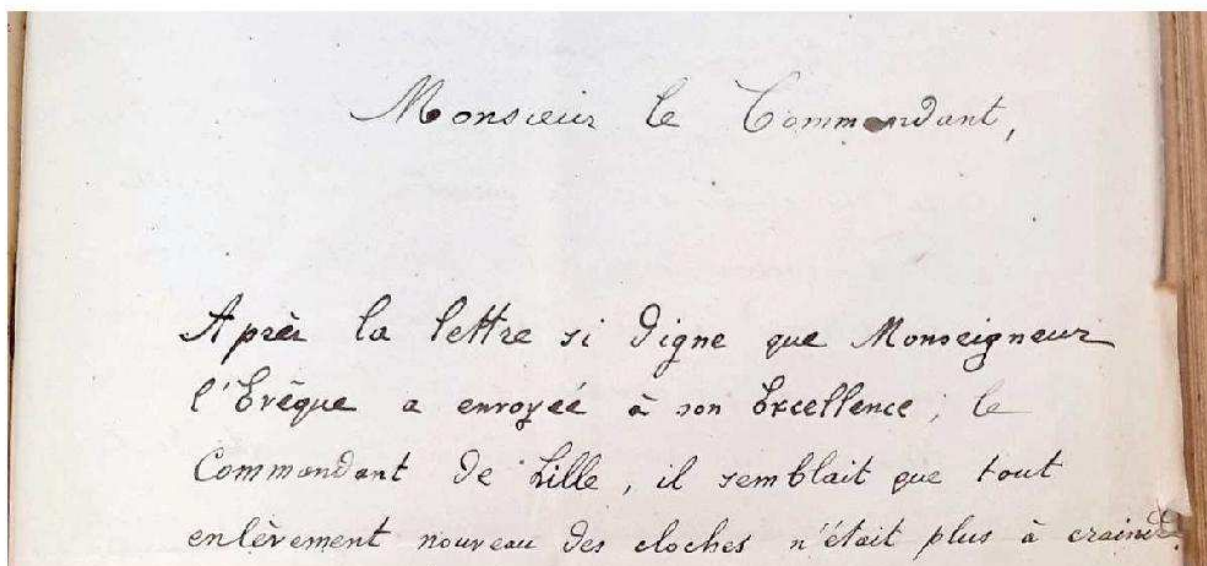 Monsieur le Commandant,
Après la lettre si digne que Monseigneur
l'Evêque a envoyée à son Excellence, le
Commandant de Lille, il semblait que tout
enlèvement nouveau des cloches n'était plus à craindre